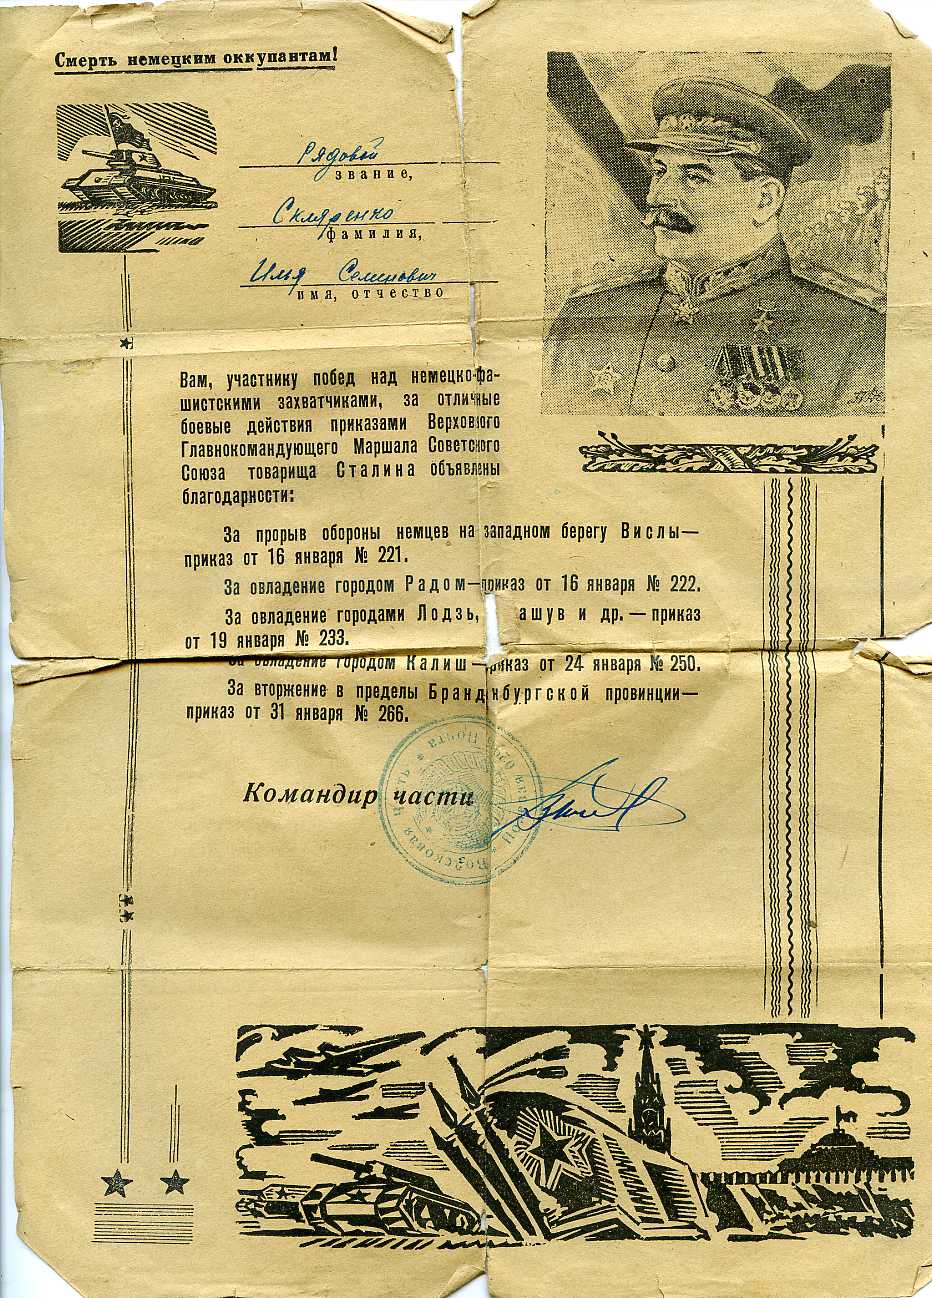 Смерть немецким оккупантам!
Рядовой
звание,
Скляренко
фамилия,
Илья Семенович
имя, отчество
Вам, участнику побед над немецко-фа-
шистскими захватчиками, за отличные
боевые действия приказами Верховного
Главнокомандующего Маршала Советского
Союза товарища Сталина объявлены
благодарности:
За прорыв обороны немцев на западном берегу Вислы—
приказ от 16 января № 221.
За овладение городом Радом—приказ от 16 января № 222.
За овладение городами Лодзь, ашув и др.—приказ
от 19 января № 233.
За овладение городом Калиш—приказ от 24 января № 250.
За вторжение в пределы Бранденбургской провинции—
приказ от 31 января № 266.
Командир части
Войсковая часть * Полевая Почта